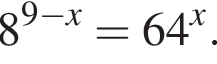 8^{9-x} = 64^x.